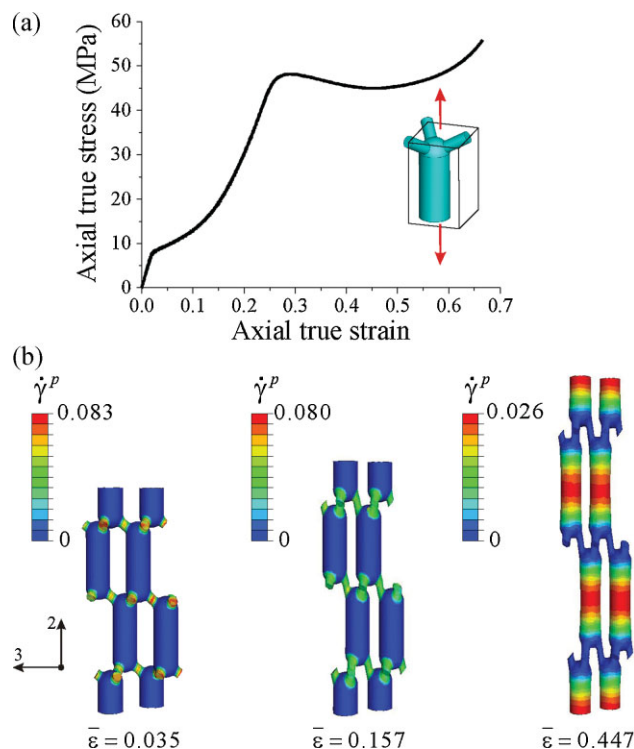 (a)
60
50
40
30
20
10
0
Axial true stress (MPa)
0.0 0.1 0.2 0.3 0.4 0.5 0.6 0.7
Axial true strain
(b)
γ̇ᵖ γ̇ᵖ γ̇ᵖ
0.083 0.080 0.026
0 0 0
2
3
ε̅ = 0.035 ε̅ = 0.157 ε̅ = 0.447